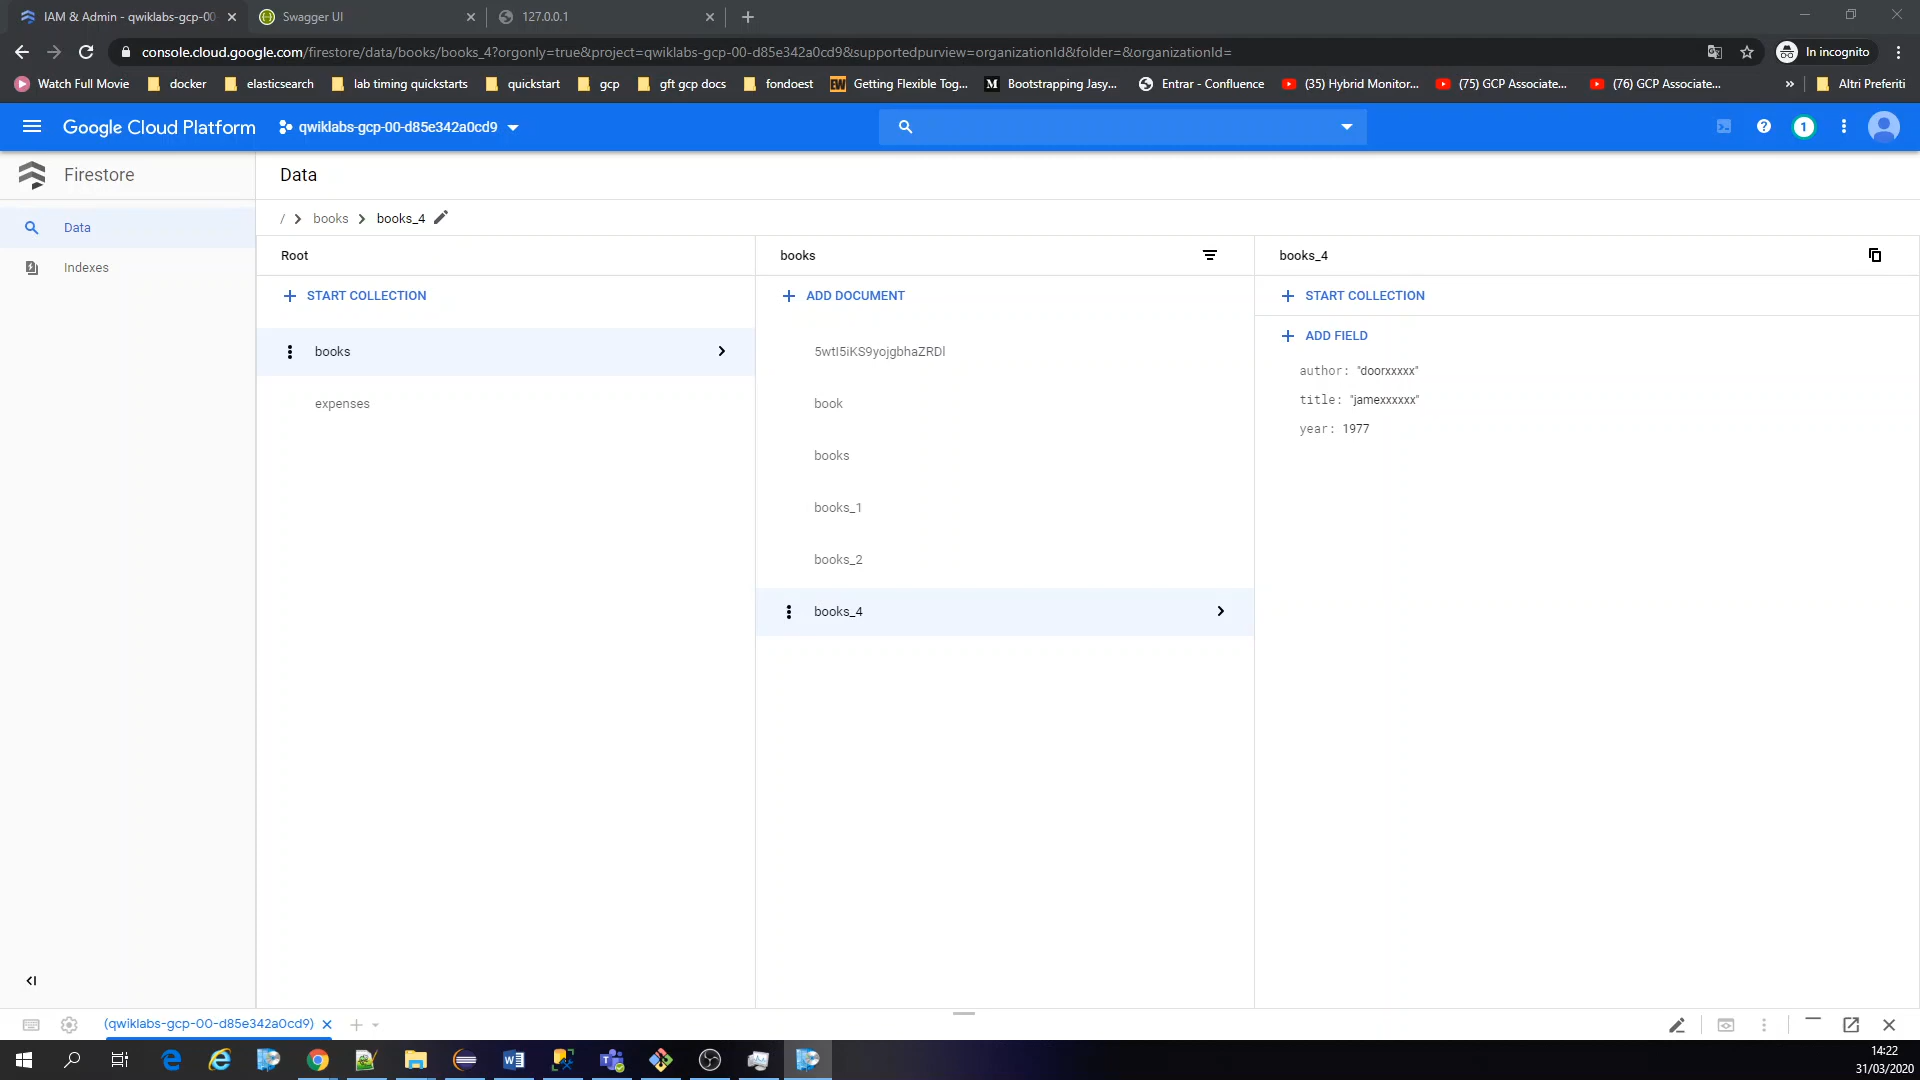 IAM & Admin - qwiklabs-gcp-00
Swagger UI
127.0.0.1
console.cloud.google.com/firestore/data/books/books_4?orgonly=true&project=qwiklabs-gcp-00-d85e342a0cd9&supportedpurview=organizationId&folder=&organizationId=
In incognito
Watch Full Movie
docker
elasticsearch
lab timing quickstarts
quickstart
gcp
gft gcp docs
fondoest
Getting Flexible Tog...
Bootstrapping Jasy...
Entrar - Confluence
(35) Hybrid Monitor...
(75) GCP Associate...
(76) GCP Associate...
»
Altri Preferiti
Google Cloud Platform
qwiklabs-gcp-00-d85e342a0cd9
1
Firestore
Data
Indexes
Data
/ > books > books_4
Root
START COLLECTION
books
expenses
books
ADD DOCUMENT
5wtI5iKS9yojgbhaZRDl
book
books
books_1
books_2
books_4
books_4
START COLLECTION
ADD FIELD
author: "doorxxxxx"
title: "jamexxxxxx"
year: 1977
(qwiklabs-gcp-00-d85e342a0cd9)
14:22
31/03/2020